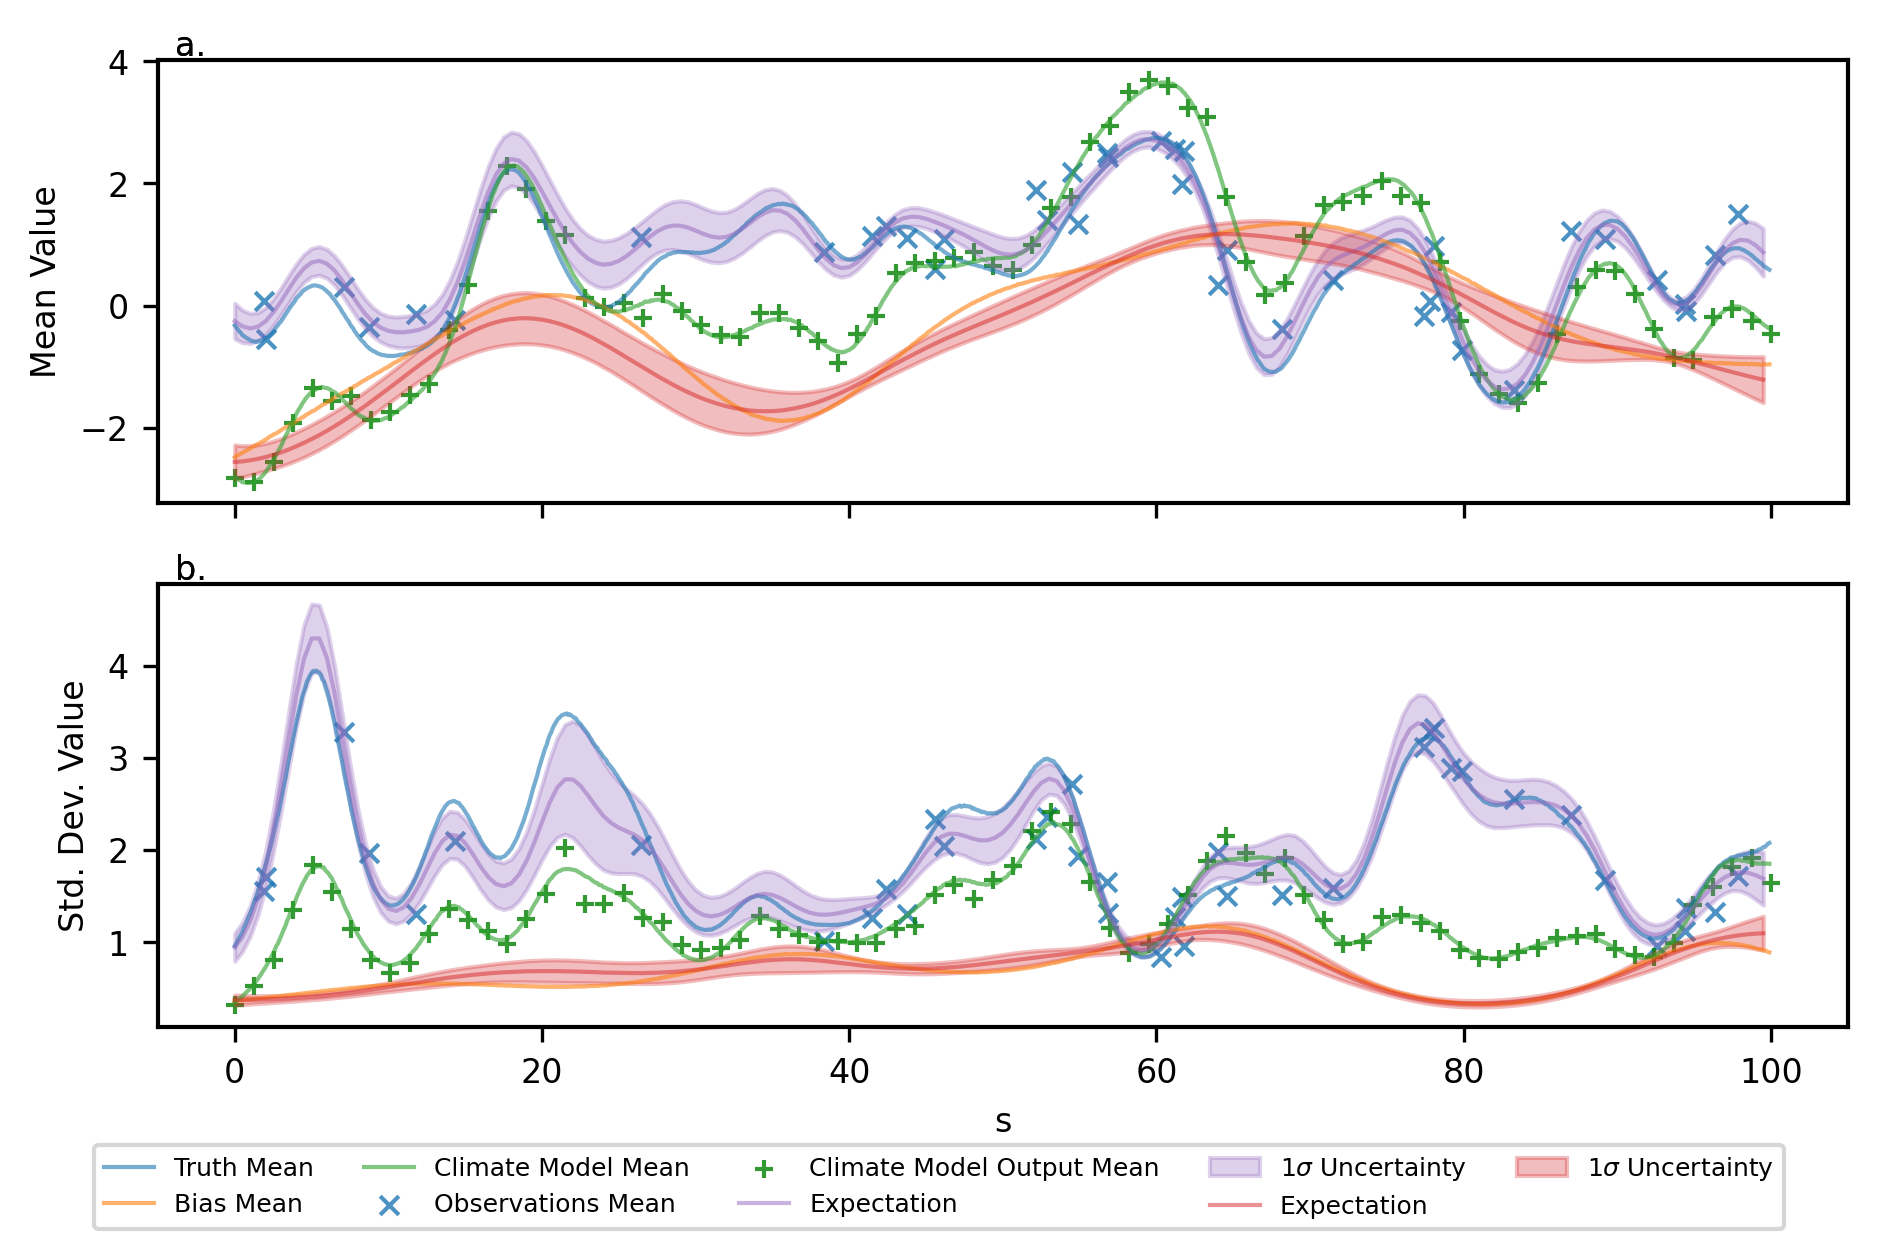 a.
4
2
0
−2
Mean Value
b.
4
3
2
1
Std. Dev. Value
0 20 40 60 80 100
s
Truth Mean Climate Model Mean Climate Model Output Mean 1σ Uncertainty 1σ Uncertainty
Bias Mean Observations Mean Expectation Expectation